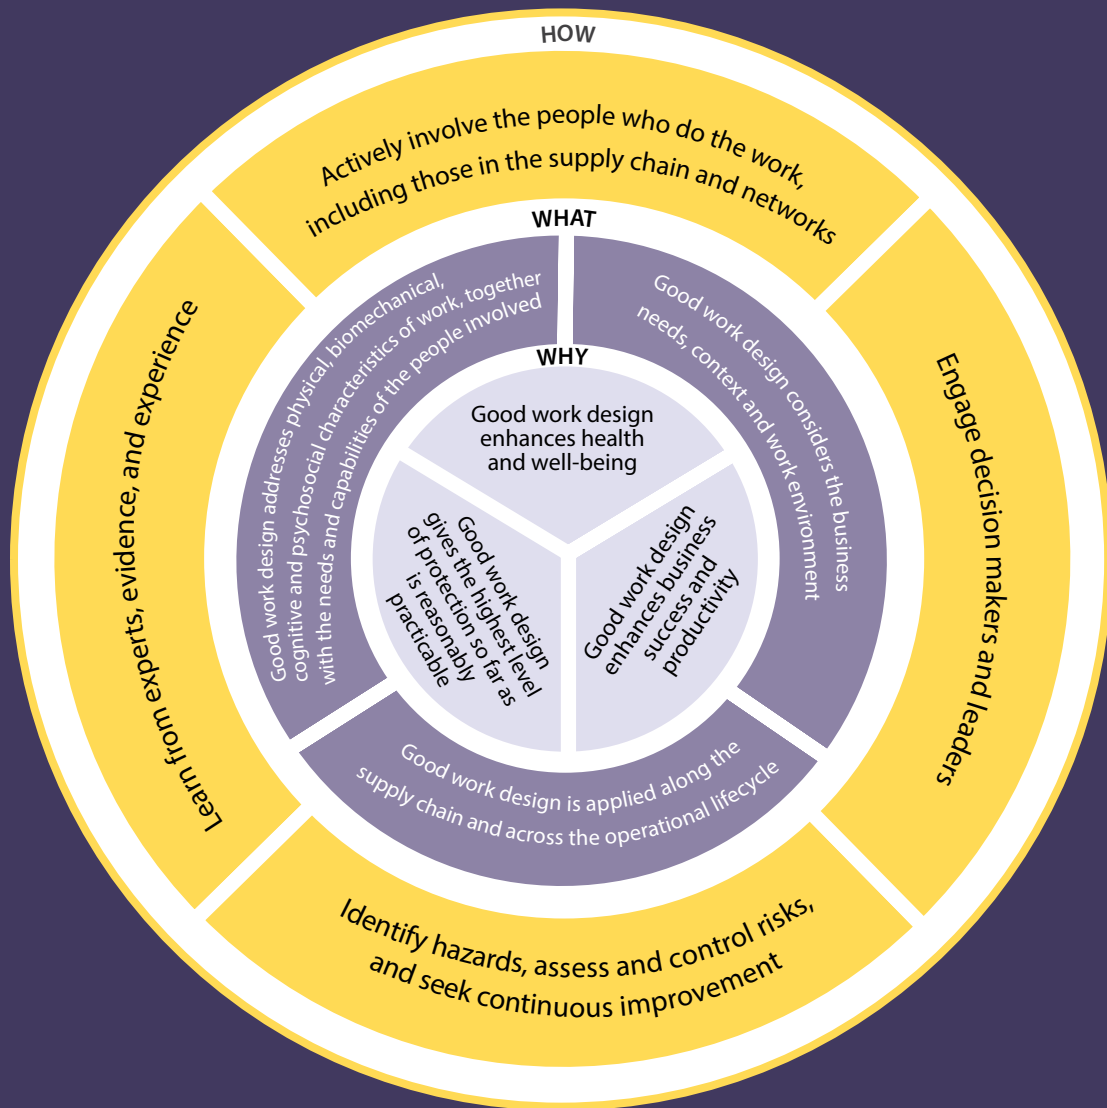 HOW
Actively involve the people who do the work,
including those in the supply chain and networks
Engage decision makers and leaders
Identify hazards, assess and control risks,
and seek continuous improvement
Learn from experts, evidence, and experience
WHAT
Good work design addresses physical, biomechanical,
cognitive and psychosocial characteristics of work, together
with the needs and capabilities of the people involved
Good work design considers the business
needs, context and work environment
Good work design is applied along the
supply chain and across the operational lifecycle
WHY
Good work design
enhances health
and well-being
Good work design
gives the highest level
of protection so far as
is reasonably
practicable
Good work design
enhances business
success and
productivity